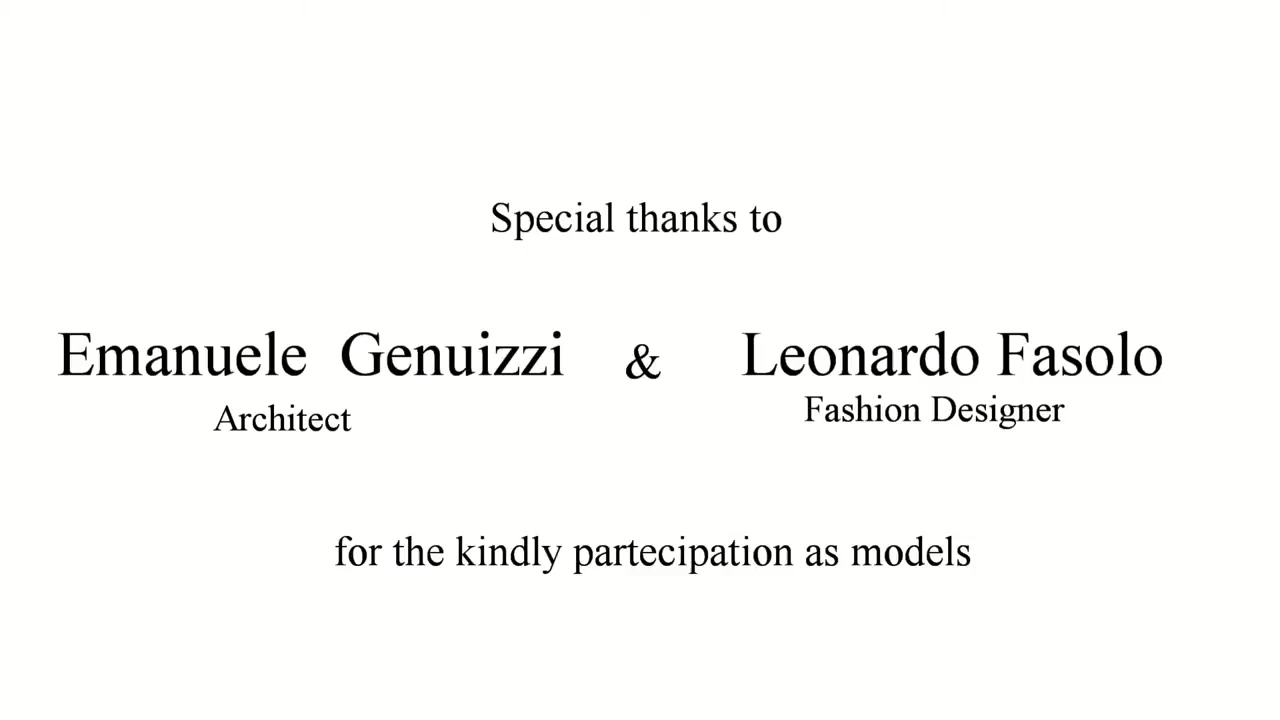 Special thanks to
Emanuele Genuizzi & Leonardo Fasolo
Architect Fashion Designer
for the kindly partecipation as models